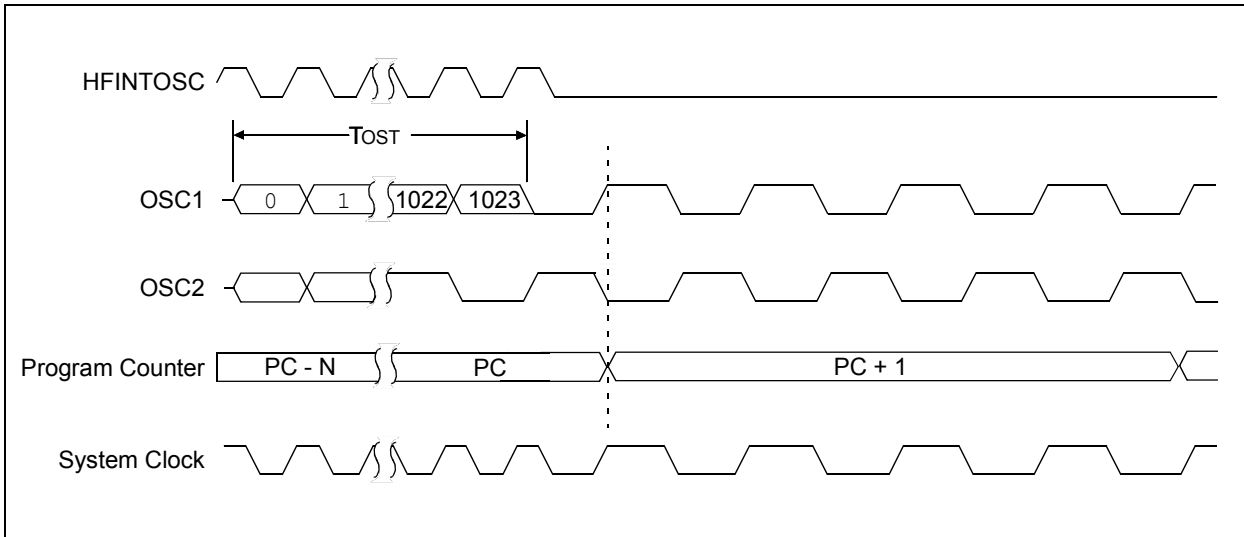 HFINTOSC
TOST
OSC1 0 1 1022 1023
OSC2
Program Counter PC - N PC PC + 1
System Clock